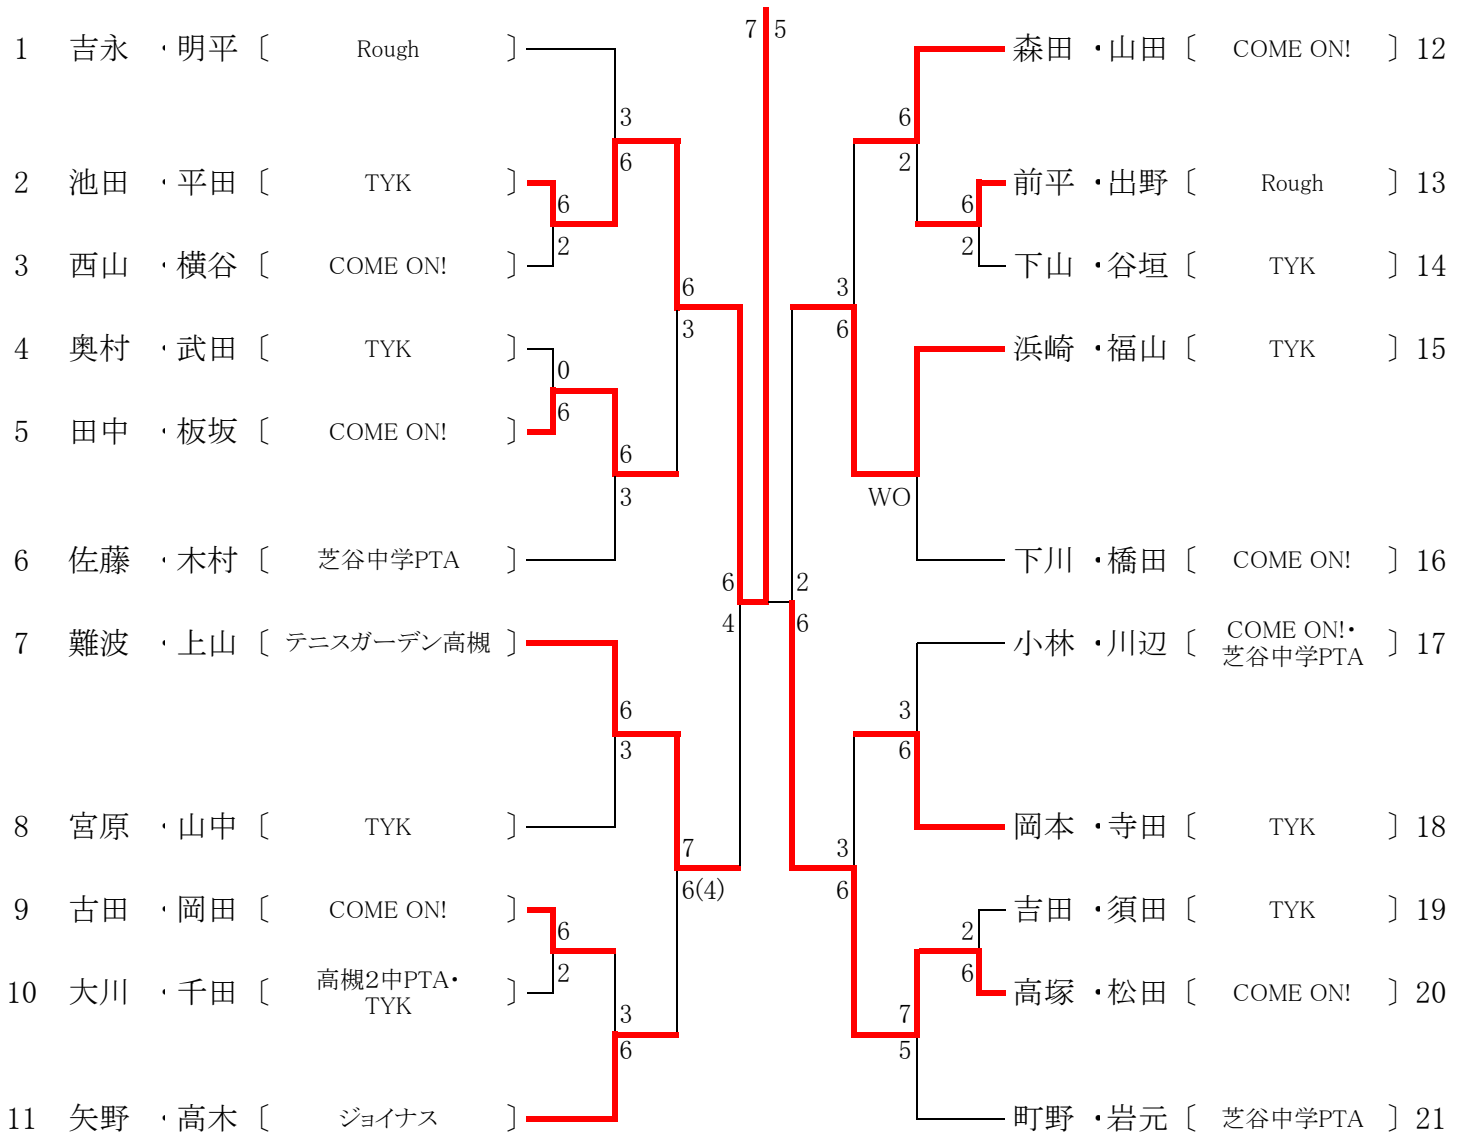 7 5
1 吉永 ・明平 〔 Rough 〕
森田 ・山田 〔 COME ON! 〕 12
3
6
6
2
2 池田 ・平田 〔 TYK 〕
6
2
前平 ・出野 〔 Rough 〕 13
6
2
3 西山 ・横谷 〔 COME ON! 〕
下山 ・谷垣 〔 TYK 〕 14
6
3
3
6
4 奥村 ・武田 〔 TYK 〕
浜崎 ・福山 〔 TYK 〕 15
0
6
5 田中 ・板坂 〔 COME ON! 〕
6
3
WO
6 佐藤 ・木村 〔 芝谷中学PTA 〕
下川 ・橋田 〔 COME ON! 〕 16
6
4
2
6
7 難波 ・上山 〔 テニスガーデン高槻 〕
小林 ・川辺 〔 COME ON!・
芝谷中学PTA 〕 17
6
3
3
6
8 宮原 ・山中 〔 TYK 〕
岡本 ・寺田 〔 TYK 〕 18
7
6(4)
3
6
9 古田 ・岡田 〔 COME ON! 〕
吉田 ・須田 〔 TYK 〕 19
6
2
2
6
10 大川 ・千田 〔 高槻2中PTA・
TYK 〕
高塚 ・松田 〔 COME ON! 〕 20
3
6
7
5
11 矢野 ・高木 〔 ジョイナス 〕
町野 ・岩元 〔 芝谷中学PTA 〕 21